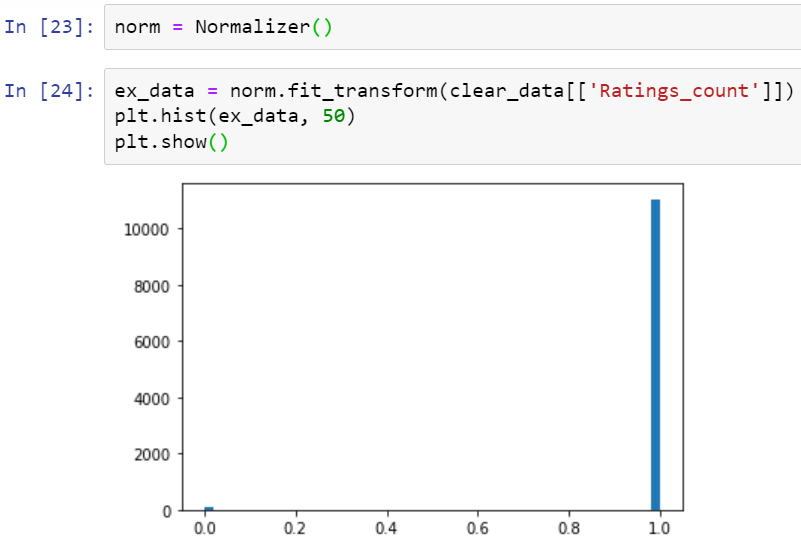 In [23]: norm = Normalizer()
In [24]: ex_data = norm.fit_transform(clear_data[['Ratings_count']])
plt.hist(ex_data, 50)
plt.show()
10000
8000
6000
4000
2000
0
0.0 0.2 0.4 0.6 0.8 1.0